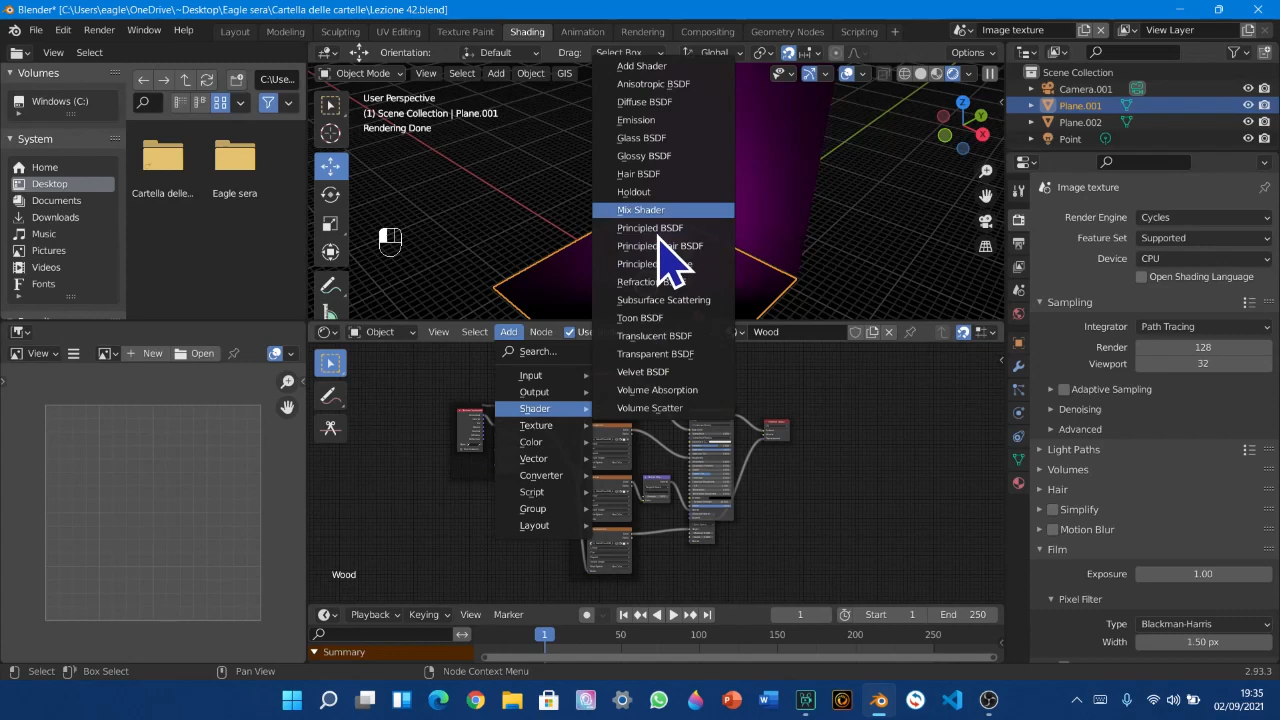 Blender* [C:\Users\eagle\OneDrive\~Desktop\Eagle sera\Cartella delle cartelle\Lezione 42.blend]
File Edit Render Window Help Layout Modeling Sculpting UV Editing Texture Paint Shading Animation Rendering Compositing Geometry Nodes Scripting + Image texture View Layer
View Select Orientation: Default Drag: Select Box Global Options
Volumes
C:\Us...
Windows (C:)
System
Home
Desktop
Documents
Downloads
Music
Pictures
Videos
Fonts
Cartella delle... Eagle sera
Object Mode View Select Add Object GIS
User Perspective
(1) Scene Collection | Plane.001
Rendering Done
Add Shader
Anisotropic BSDF
Diffuse BSDF
Emission
Glass BSDF
Glossy BSDF
Hair BSDF
Holdout
Mix Shader
Principled BSDF
Principled BSDF
Principled
Refraction
Subsurface Scattering
Toon BSDF
Translucent BSDF
Transparent BSDF
Velvet BSDF
Volume Absorption
Volume Scatter
Scene Collection
Camera.001
Plane.001
Plane.002
Point
Image texture
Render Engine Cycles
Feature Set Supported
Device CPU
Open Shading Language
Sampling
Integrator Path Tracing
Render 128
Viewport 32
Adaptive Sampling
Denoising
Advanced
Light Paths
Volumes
Hair
Simplify
Motion Blur
Film
Exposure 1.00
Pixel Filter
Type Blackman-Harris
Width 1.50 px
View + New Open
Object View Select Add Node Wood
Search...
Input
Output
Shader
Texture
Color
Vector
Converter
Script
Group
Layout
Wood
Playback Keying View Marker 1 Start 1 End 250
1 50 100 150 200 250
Summary
Select Box Select Pan View Node Context Menu 2.93.3
19:35
02/09/2021